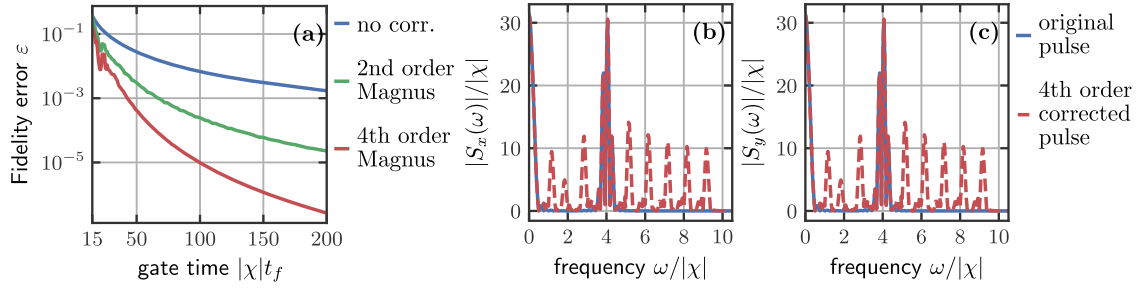 (a)
Fidelity error ε
10⁻¹
10⁻³
10⁻⁵
15 50 100 150 200
gate time |χ|t_f
no corr.
2nd order
Magnus
4th order
Magnus
(b)
|S_x(ω)|/|χ|
30
20
10
0
0 2 4 6 8 10
frequency ω/|χ|
(c)
|S_y(ω)|/|χ|
30
20
10
0
0 2 4 6 8 10
frequency ω/|χ|
original
pulse
4th order
corrected
pulse